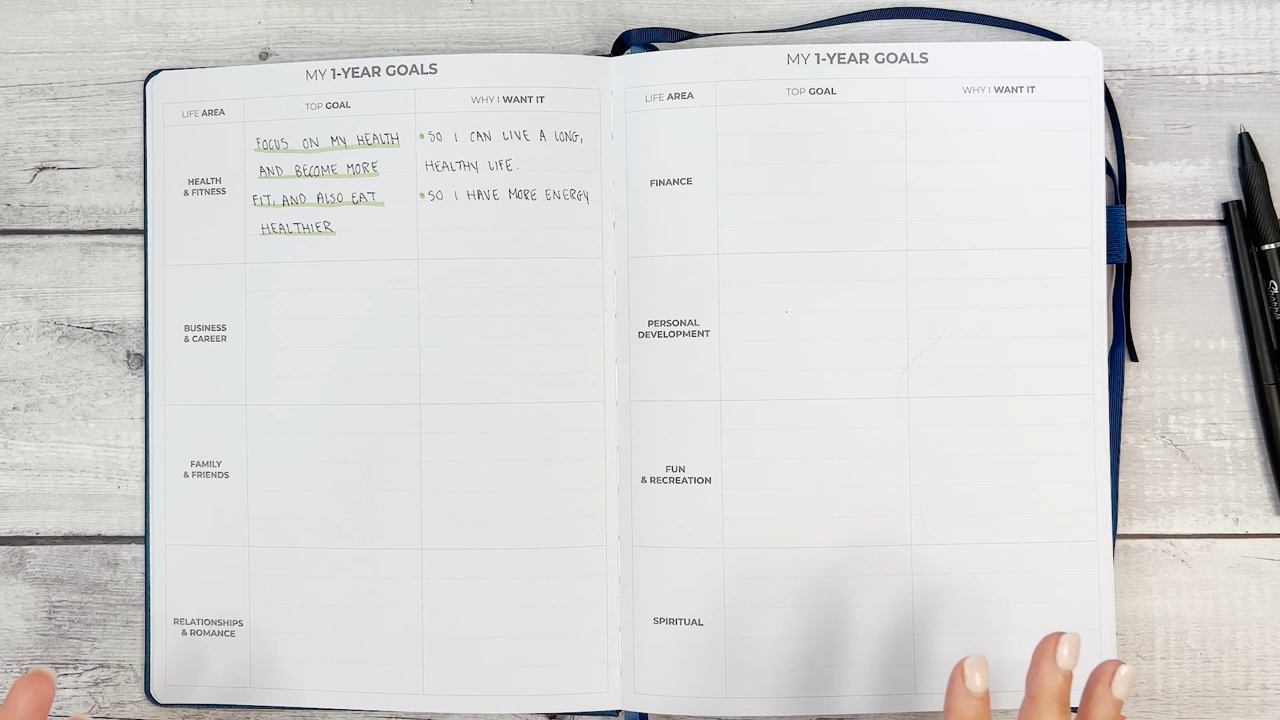 MY 1-YEAR GOALS
LIFE AREA TOP GOAL WHY I WANT IT
HEALTH
& FITNESS
FOCUS ON MY HEALTH
AND BECOME MORE
FIT, AND ALSO EAT
HEALTHIER
• SO I CAN LIVE A LONG,
HEALTHY LIFE.
• SO I HAVE MORE ENERGY
BUSINESS
& CAREER
FAMILY
& FRIENDS
RELATIONSHIPS
& ROMANCE
MY 1-YEAR GOALS
LIFE AREA TOP GOAL WHY I WANT IT
FINANCE
PERSONAL
DEVELOPMENT
FUN
& RECREATION
SPIRITUAL